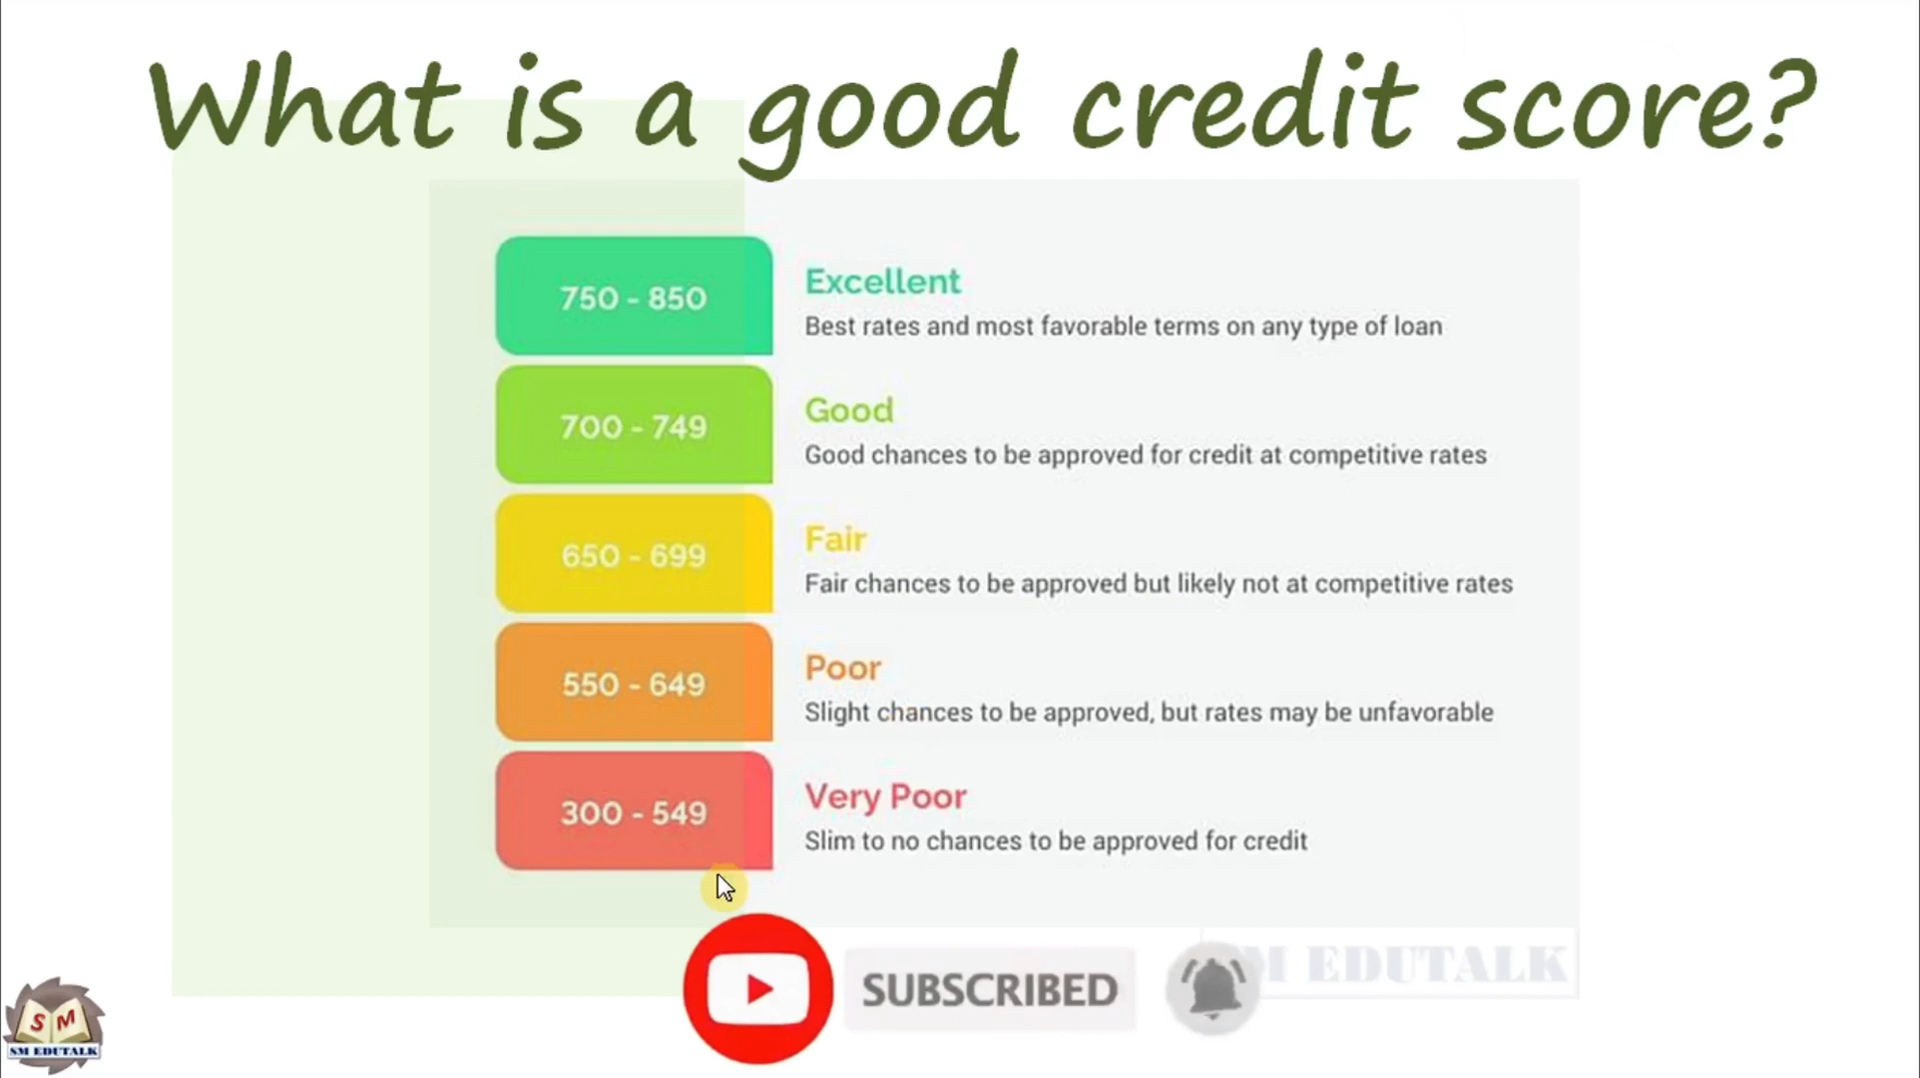 What is a good credit score?
750 - 850
Excellent
Best rates and most favorable terms on any type of loan
700 - 749
Good
Good chances to be approved for credit at competitive rates
650 - 699
Fair
Fair chances to be approved but likely not at competitive rates
550 - 649
Poor
Slight chances to be approved, but rates may be unfavorable
300 - 549
Very Poor
Slim to no chances to be approved for credit
SUBSCRIBED
M EDUTALK
S M
SM EDUTALK